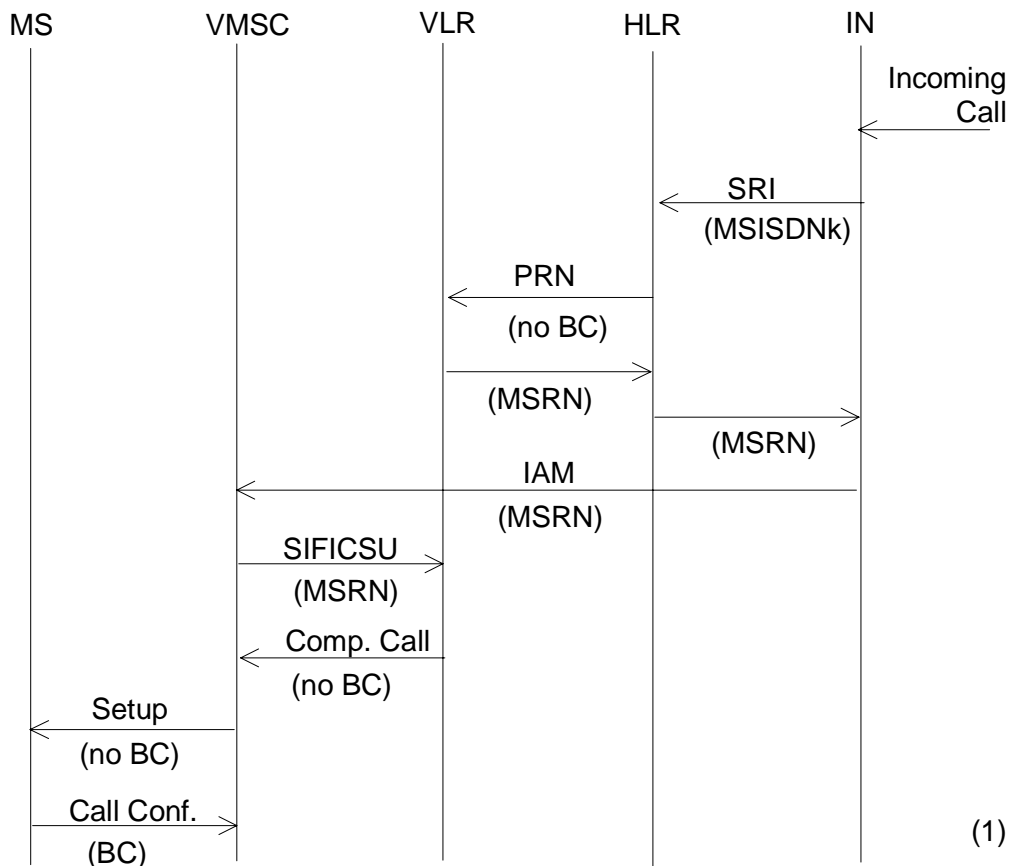 MS VMSC VLR HLR IN
Incoming
Call
SRI
(MSISDNk)
PRN
(no BC)
(MSRN)
(MSRN)
IAM
(MSRN)
SIFICSU
(MSRN)
Comp. Call
(no BC)
Setup
(no BC)
Call Conf.
(BC)
(1)